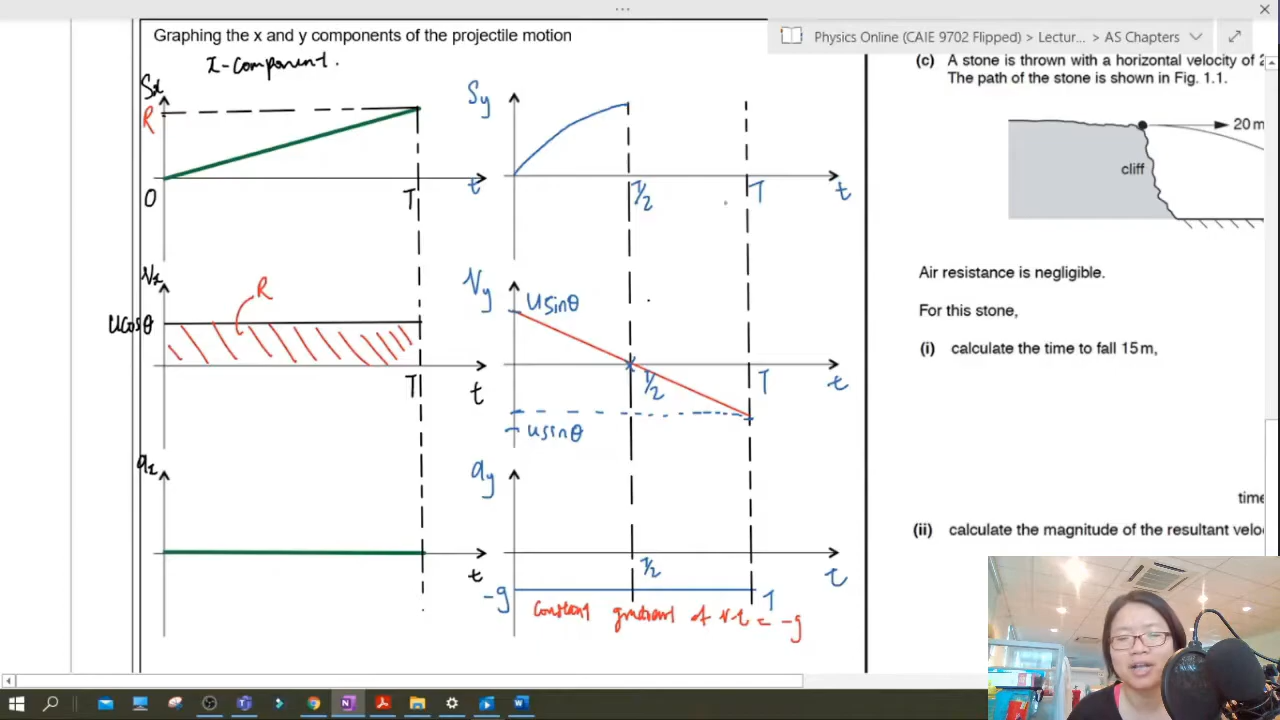 Graphing the x and y components of the projectile motion
x-component.
Physics Online (CAIE 9702 Flipped) > Lectur... > AS Chapters
Sx
R
O
T
t
Sy
T/2
T
t
Vx
R
ucosθ
T
t
Vy
usinθ
T/2
T
t
usinθ
ax
t
ay
T/2
T
t
-g
constant gradient of v-t = -g
(c) A stone is thrown with a horizontal velocity of 2
The path of the stone is shown in Fig. 1.1.
20 m
cliff
Air resistance is negligible.
For this stone,
(i) calculate the time to fall 15 m,
time
(ii) calculate the magnitude of the resultant velo